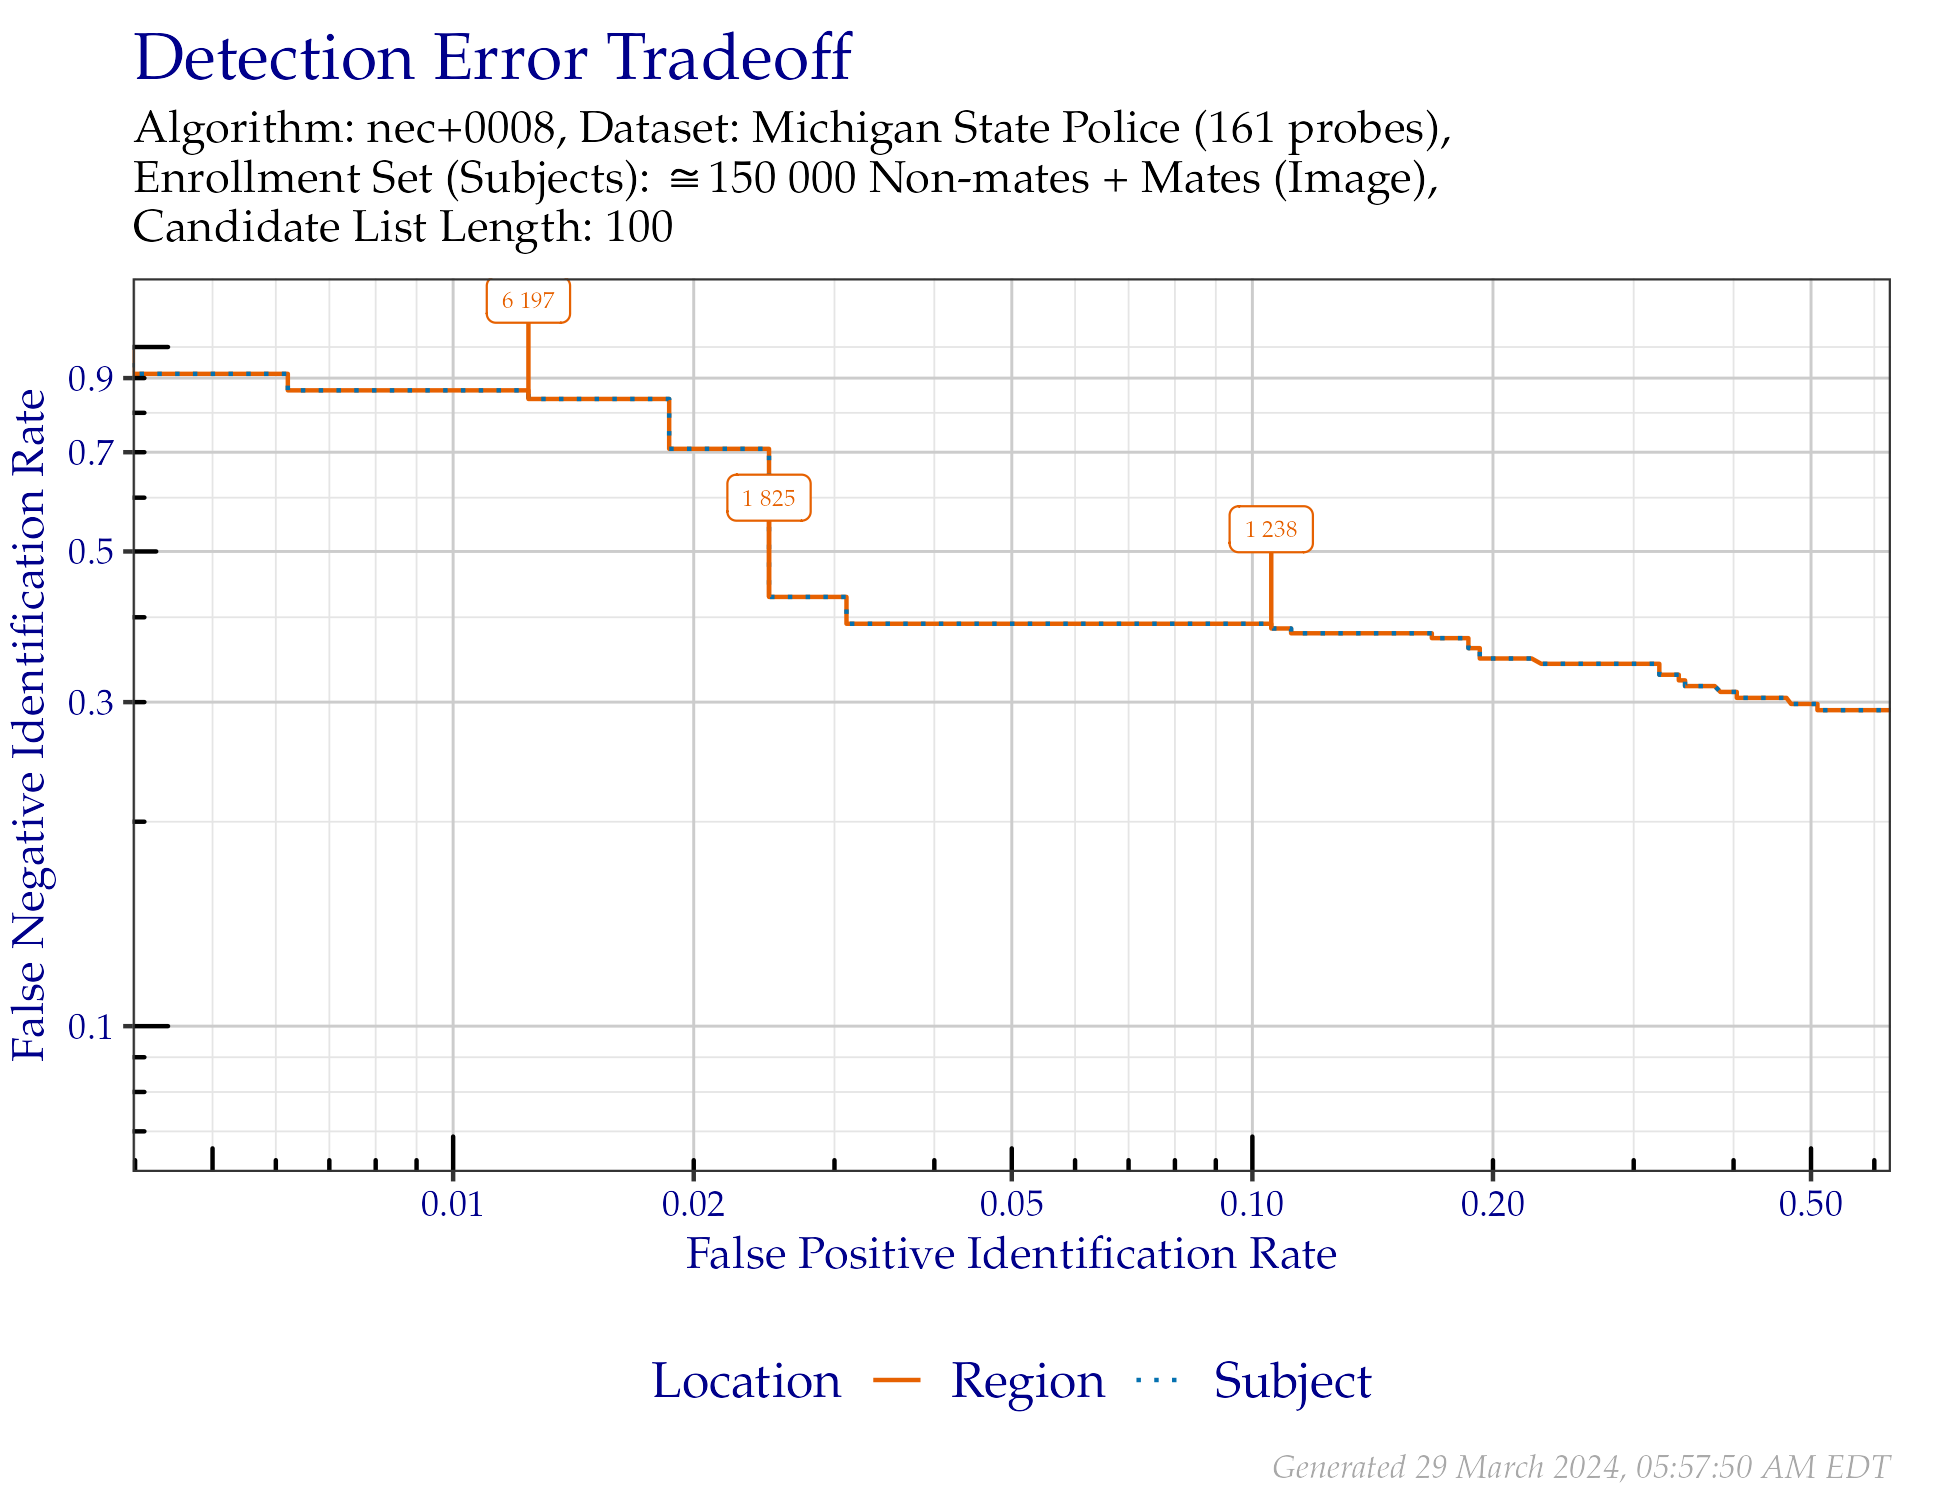 Detection Error Tradeoff
Algorithm: nec+0008, Dataset: Michigan State Police (161 probes),
Enrollment Set (Subjects): ≅ 150 000 Non-mates + Mates (Image),
Candidate List Length: 100
6 197
0.9
0.7
1 825
1 238
0.5
0.3
0.1
False Negative Identification Rate
0.01
0.02
0.05
0.10
0.20
0.50
False Positive Identification Rate
Location Region Subject
Generated 29 March 2024, 05:57:50 AM EDT